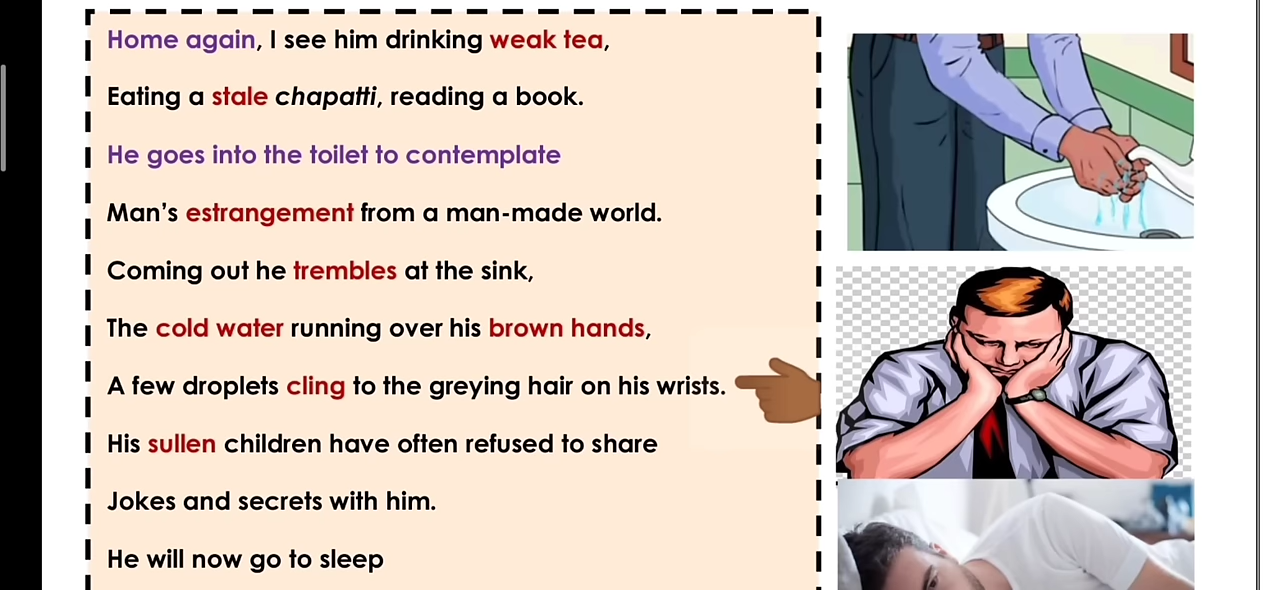 Home again, I see him drinking weak tea,
Eating a stale chapatti, reading a book.
He goes into the toilet to contemplate
Man's estrangement from a man-made world.
Coming out he trembles at the sink,
The cold water running over his brown hands,
A few droplets cling to the greying hair on his wrists.
His sullen children have often refused to share
Jokes and secrets with him.
He will now go to sleep